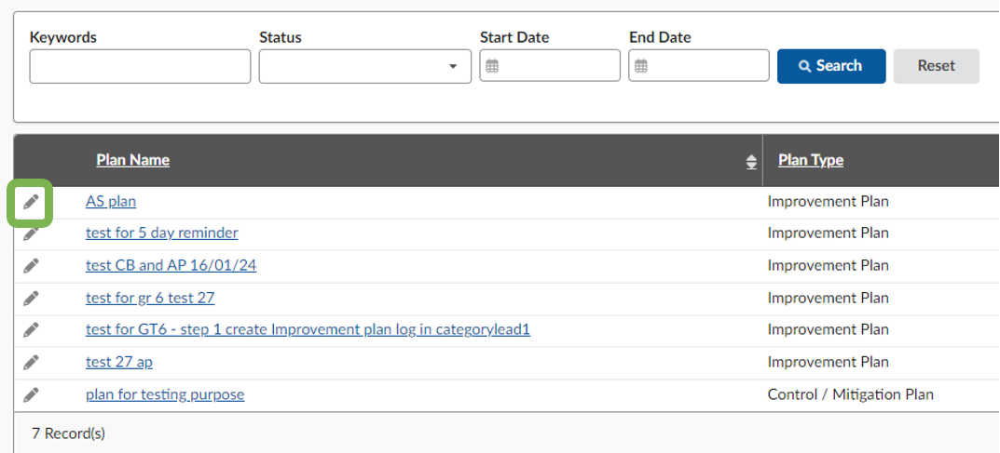 Keywords Status Start Date End Date
Search Reset
Plan Name Plan Type
AS plan Improvement Plan
test for 5 day reminder Improvement Plan
test CB and AP 16/01/24 Improvement Plan
test for gr 6 test 27 Improvement Plan
test for GT6 - step 1 create Improvement plan log in categorylead1 Improvement Plan
test 27 ap Improvement Plan
plan for testing purpose Control / Mitigation Plan
7 Record(s)